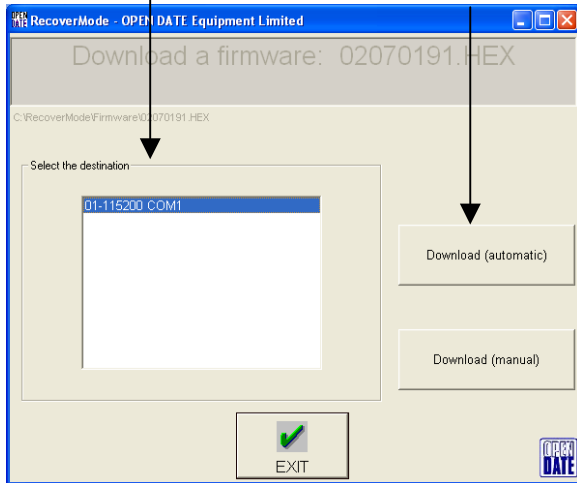 RecoverMode - OPEN DATE Equipment Limited
Download a firmware: 02070191.HEX
C:\RecoverMode\Firmware\02070191.HEX
Select the destination
01-115200 COM1
Download (automatic)
Download (manual)
EXIT
OPEN
DATE